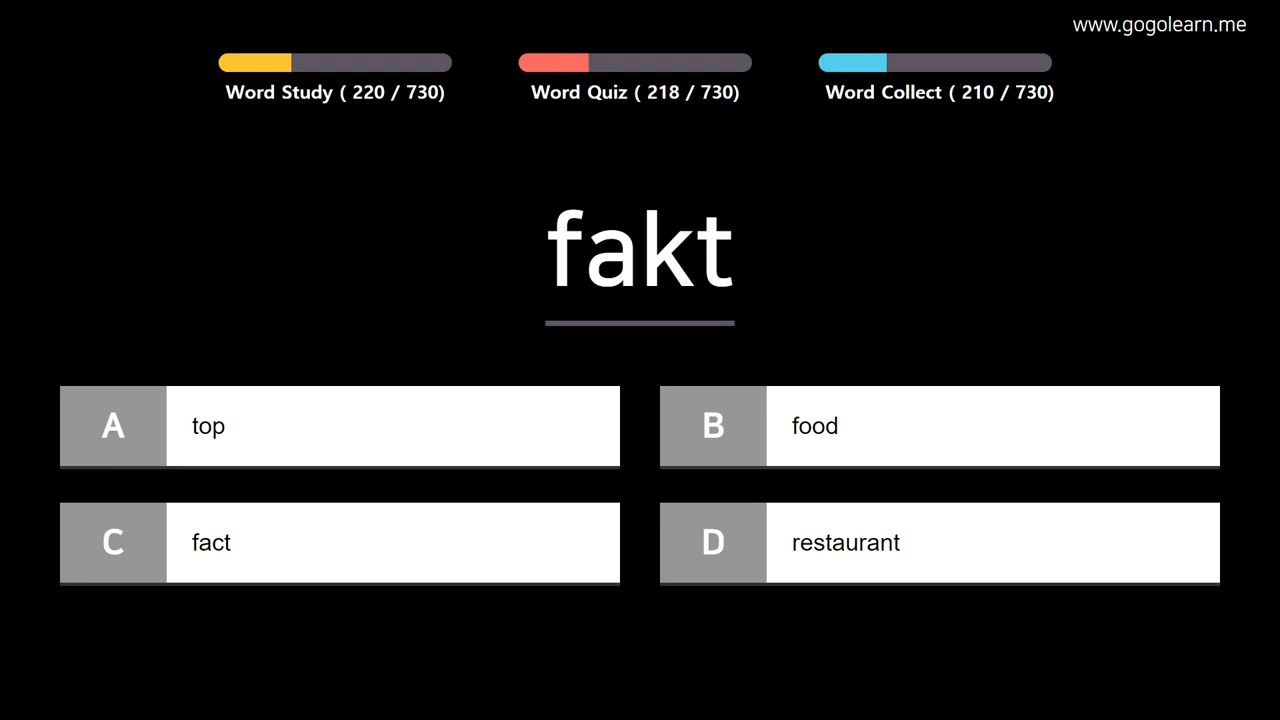 www.gogolearn.me
Word Study ( 220 / 730)
Word Quiz ( 218 / 730)
Word Collect ( 210 / 730)
fakt
A top
B food
C fact
D restaurant